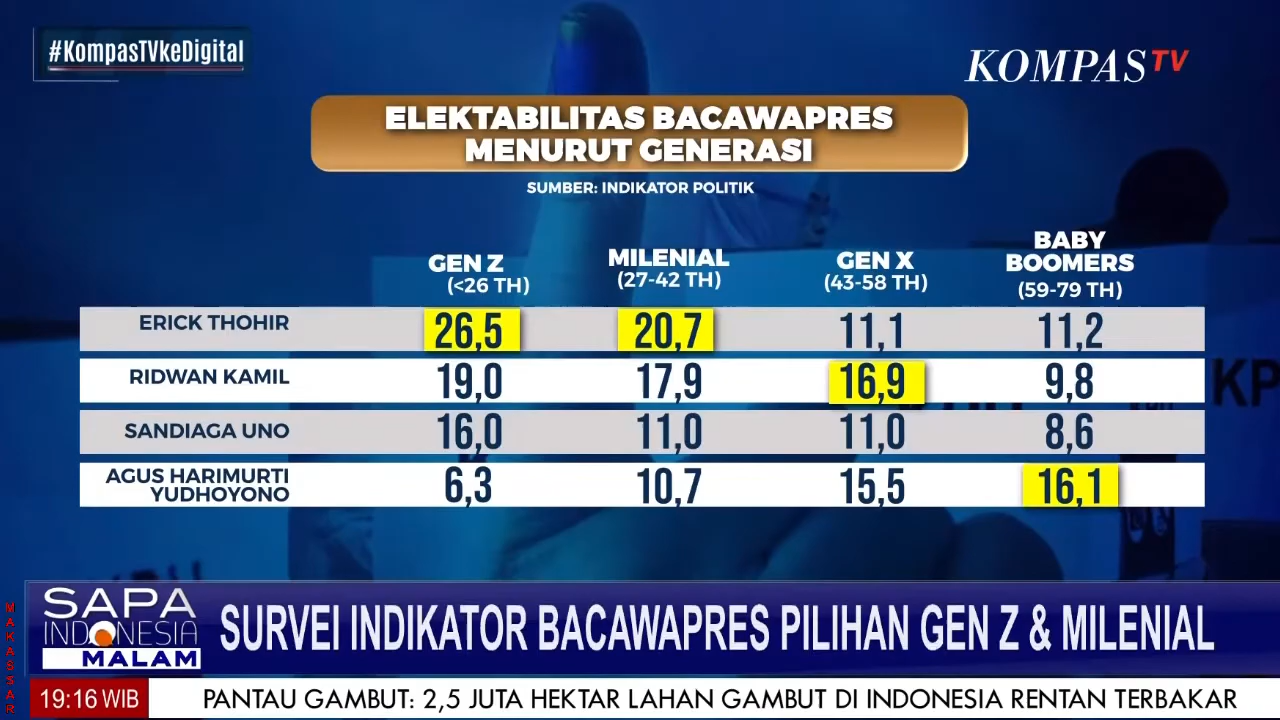 #KompasTVkeDigital
KOMPAS TV
ELEKTABILITAS BACAWAPRES
MENURUT GENERASI
SUMBER: INDIKATOR POLITIK
GEN Z
(<26 TH)
MILENIAL
(27-42 TH)
GEN X
(43-58 TH)
BABY
BOOMERS
(59-79 TH)
ERICK THOHIR 26,5 20,7 11,1 11,2
RIDWAN KAMIL 19,0 17,9 16,9 9,8
SANDIAGA UNO 16,0 11,0 11,0 8,6
AGUS HARIMURTI
YUDHOYONO 6,3 10,7 15,5 16,1
KP
SAPA
INDONESIA
MALAM
SURVEI INDIKATOR BACAWAPRES PILIHAN GEN Z & MILENIAL
MAKASSAR
19:16 WIB
PANTAU GAMBUT: 2,5 JUTA HEKTAR LAHAN GAMBUT DI INDONESIA RENTAN TERBAKAR